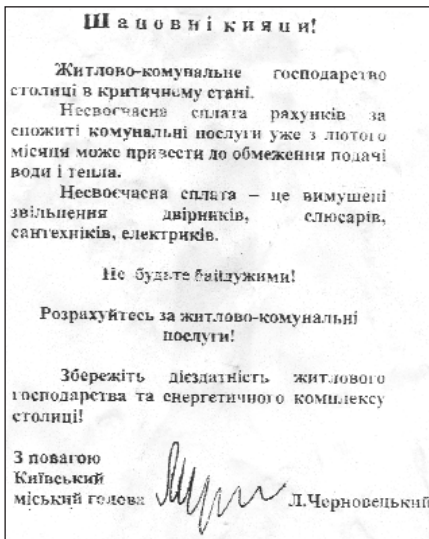 Шановні кияни!
Житлово-комунальне господарство
столиці в критичному стані.
Несвоєчасна сплата рахунків за
спожиті комунальні послуги уже з лютого
місяця може привести до обмеження подачі
води і тепла.
Несвоєчасна сплата – це вимушені
звільнення двірників, слюсарів,
сантехніків, електриків.
Не будьте байдужими!
Розрахуйтесь за житлово-комунальні
послуги!
Збережіть дієздатність житлового
господарства та енергетичного комплексу
столиці!
З повагою
Київський
міський голова Л.Черновецький